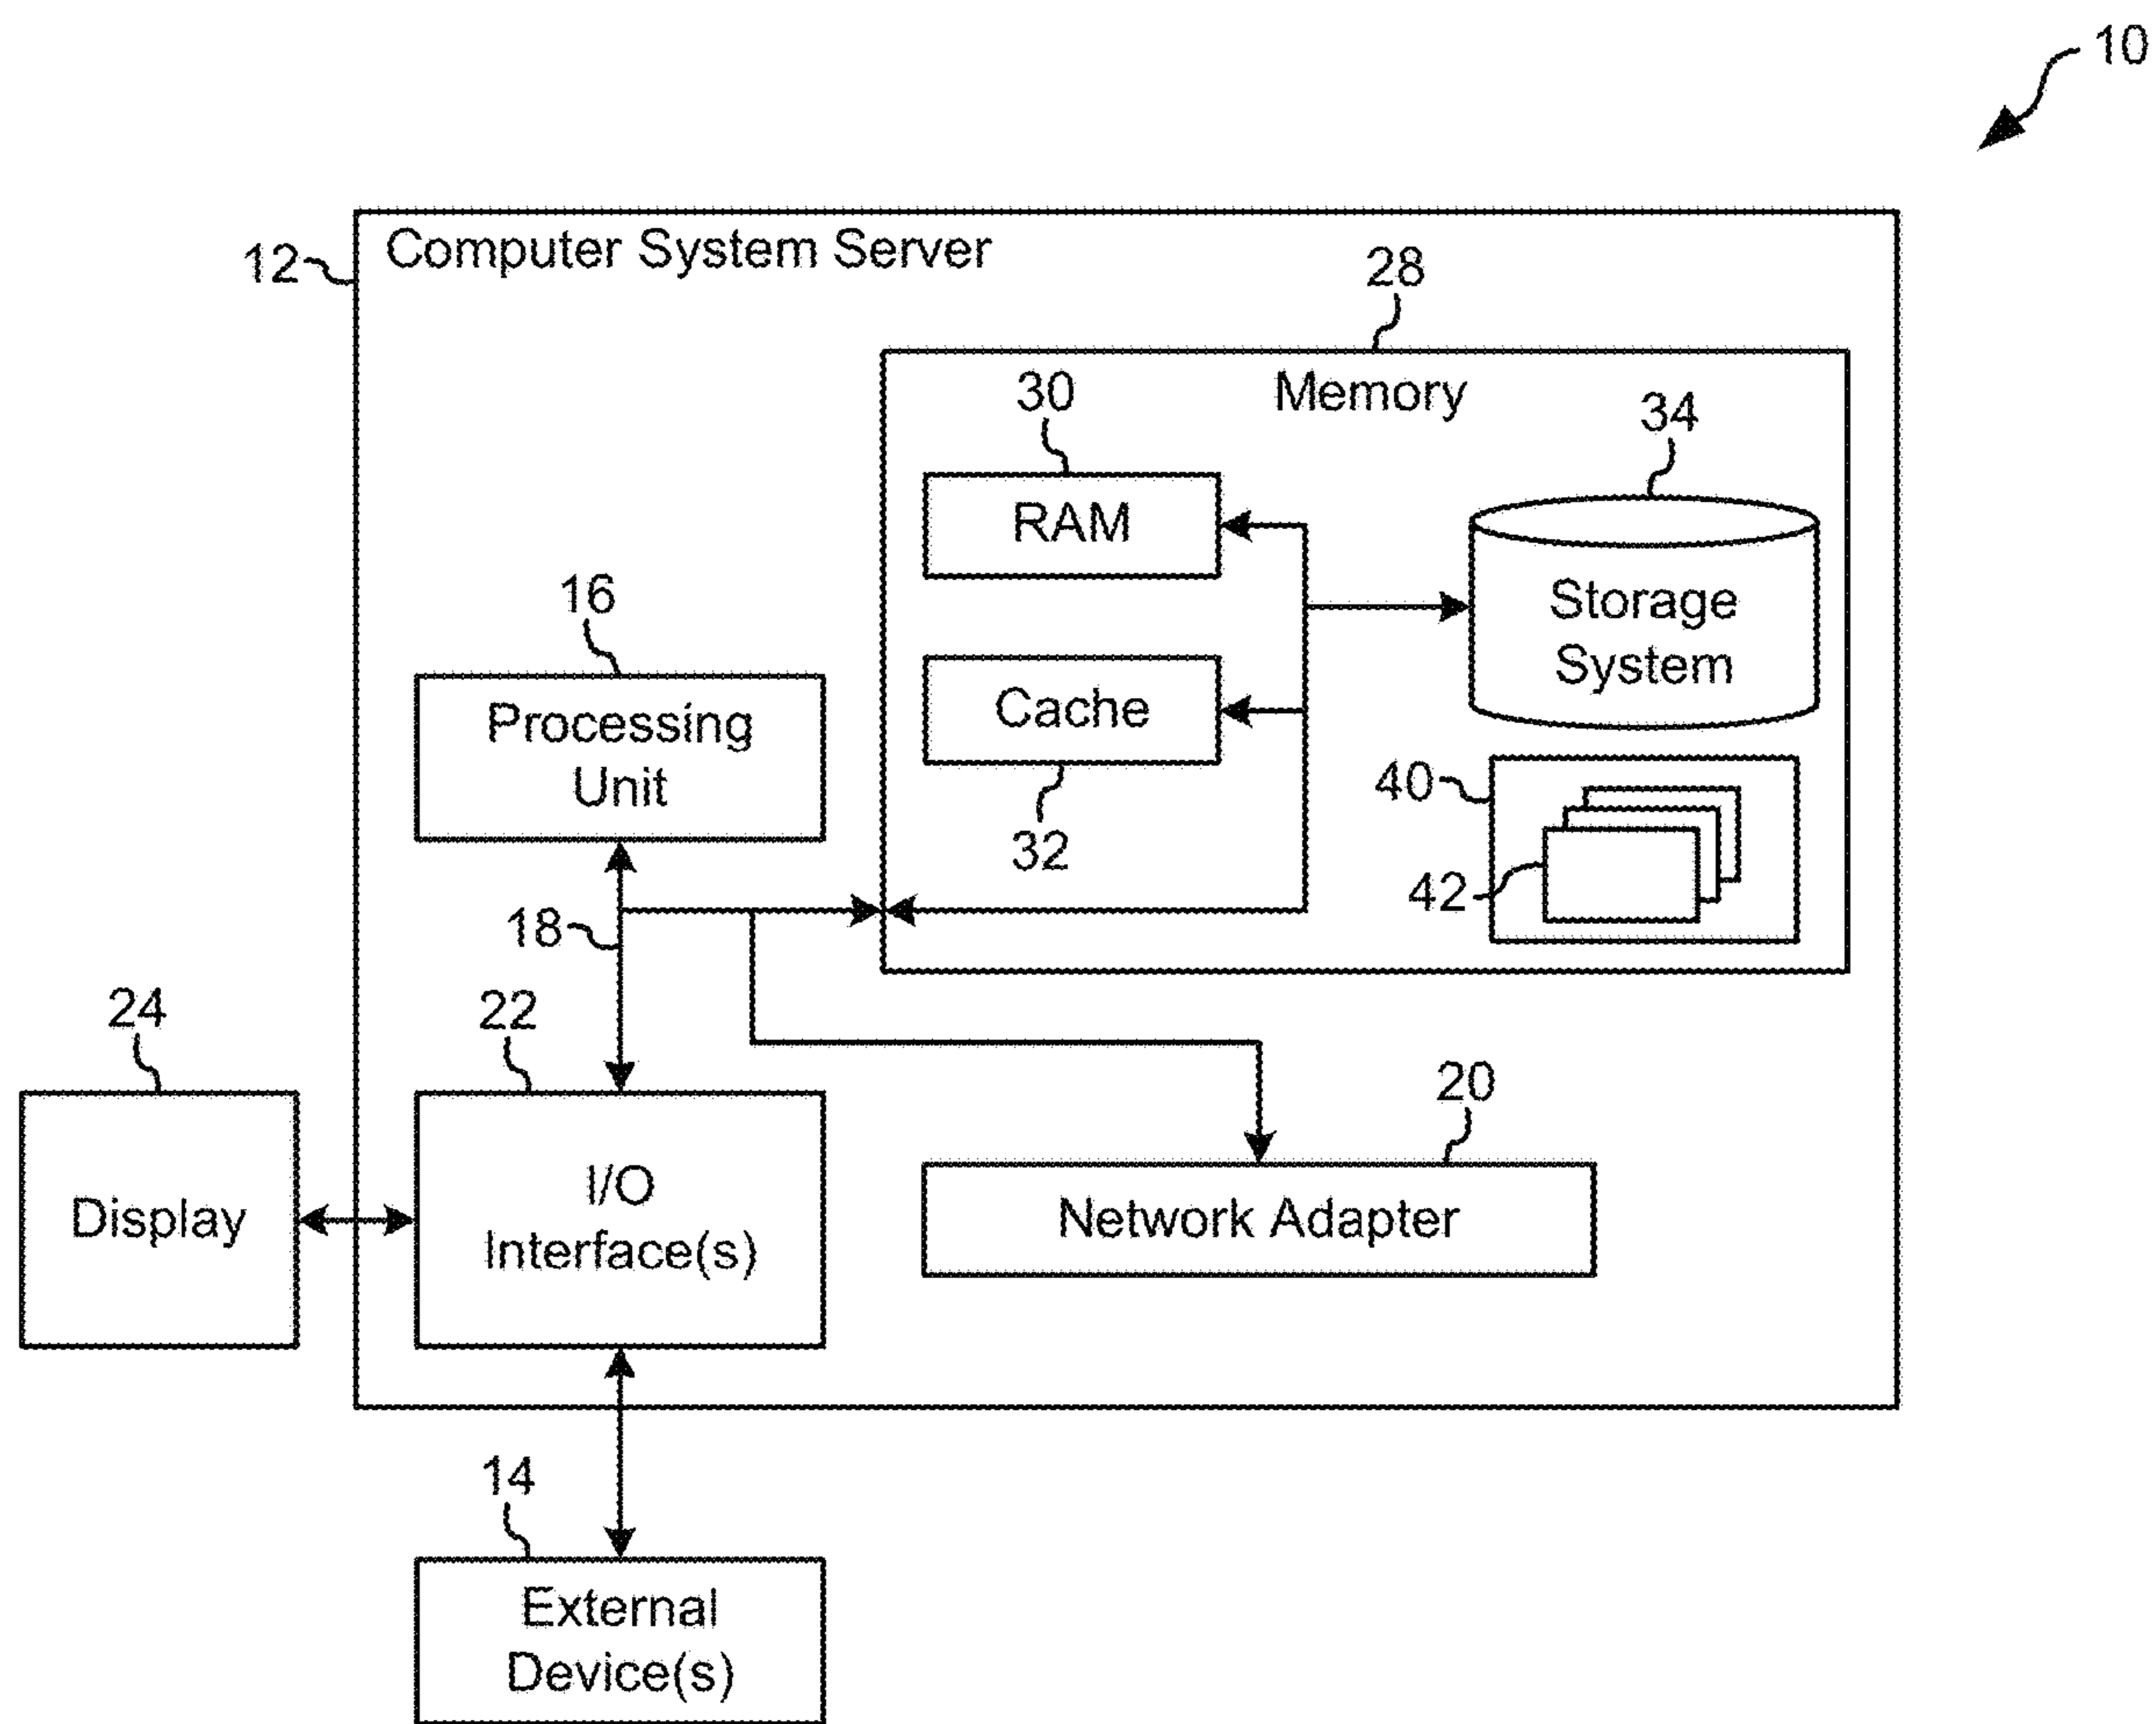 10
12
Computer System Server
28
Memory
30
RAM
34
Storage
System
16
Processing
Unit
Cache
32
40
42
18
24
22
Display
I/O
Interface(s)
20
Network Adapter
14
External
Device(s)